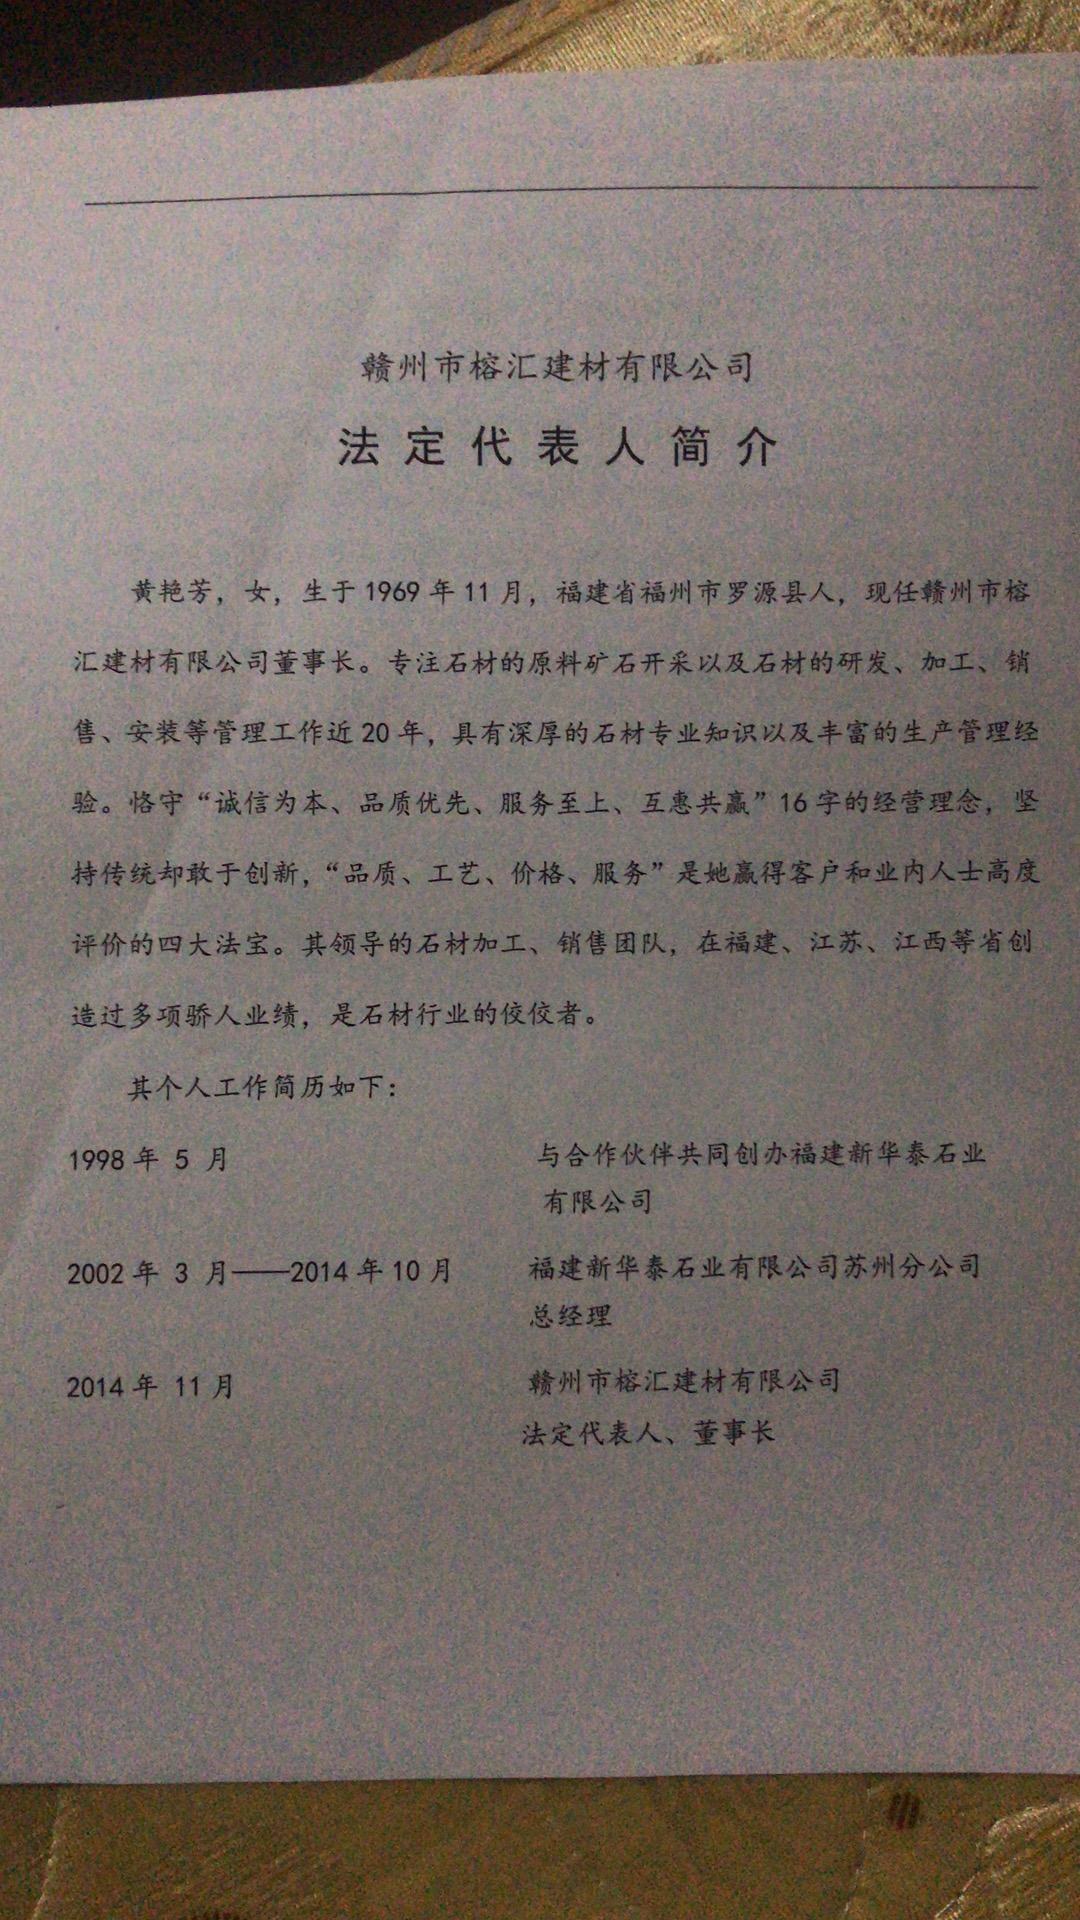 赣州市榕汇建材有限公司
法定代表人简介
黄艳芳，女，生于1969年11月，福建省福州市罗源县人，现任赣州市榕
汇建材有限公司董事长。专注石材的原料矿石开采以及石材的研发、加工、销
售、安装等管理工作近20年，具有深厚的石材专业知识以及丰富的生产管理经
验。恪守“诚信为本、品质优先、服务至上、互惠共赢”16字的经营理念，坚
持传统却敢于创新，“品质、工艺、价格、服务”是她赢得客户和业内人士高度
评价的四大法宝。其领导的石材加工、销售团队，在福建、江苏、江西等省创
造过多项骄人业绩，是石材行业的佼佼者。
其个人工作简历如下：
1998年 5 月 与合作伙伴共同创办福建新华泰石业
有限公司
2002年 3 月——2014年10月 福建新华泰石业有限公司苏州分公司
总经理
2014年 11月 赣州市榕汇建材有限公司
法定代表人、董事长